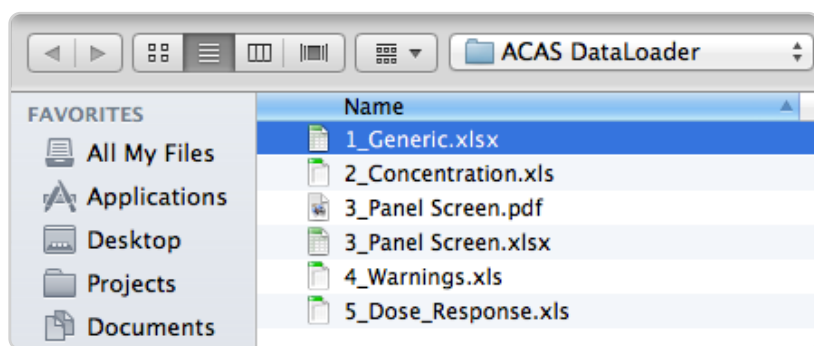 ACAS DataLoader
FAVORITES
All My Files
Applications
Desktop
Projects
Documents
Name
1_Generic.xlsx
2_Concentration.xls
3_Panel Screen.pdf
3_Panel Screen.xlsx
4_Warnings.xls
5_Dose_Response.xls